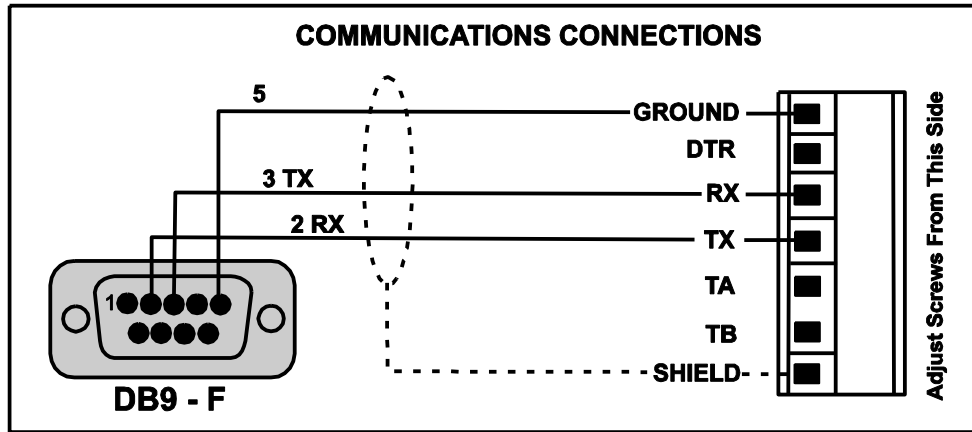 COMMUNICATIONS CONNECTIONS
5
GROUND
DTR
3 TX
RX
2 RX
TX
TA
TB
SHIELD
1
DB9 - F
Adjust Screws From This Side